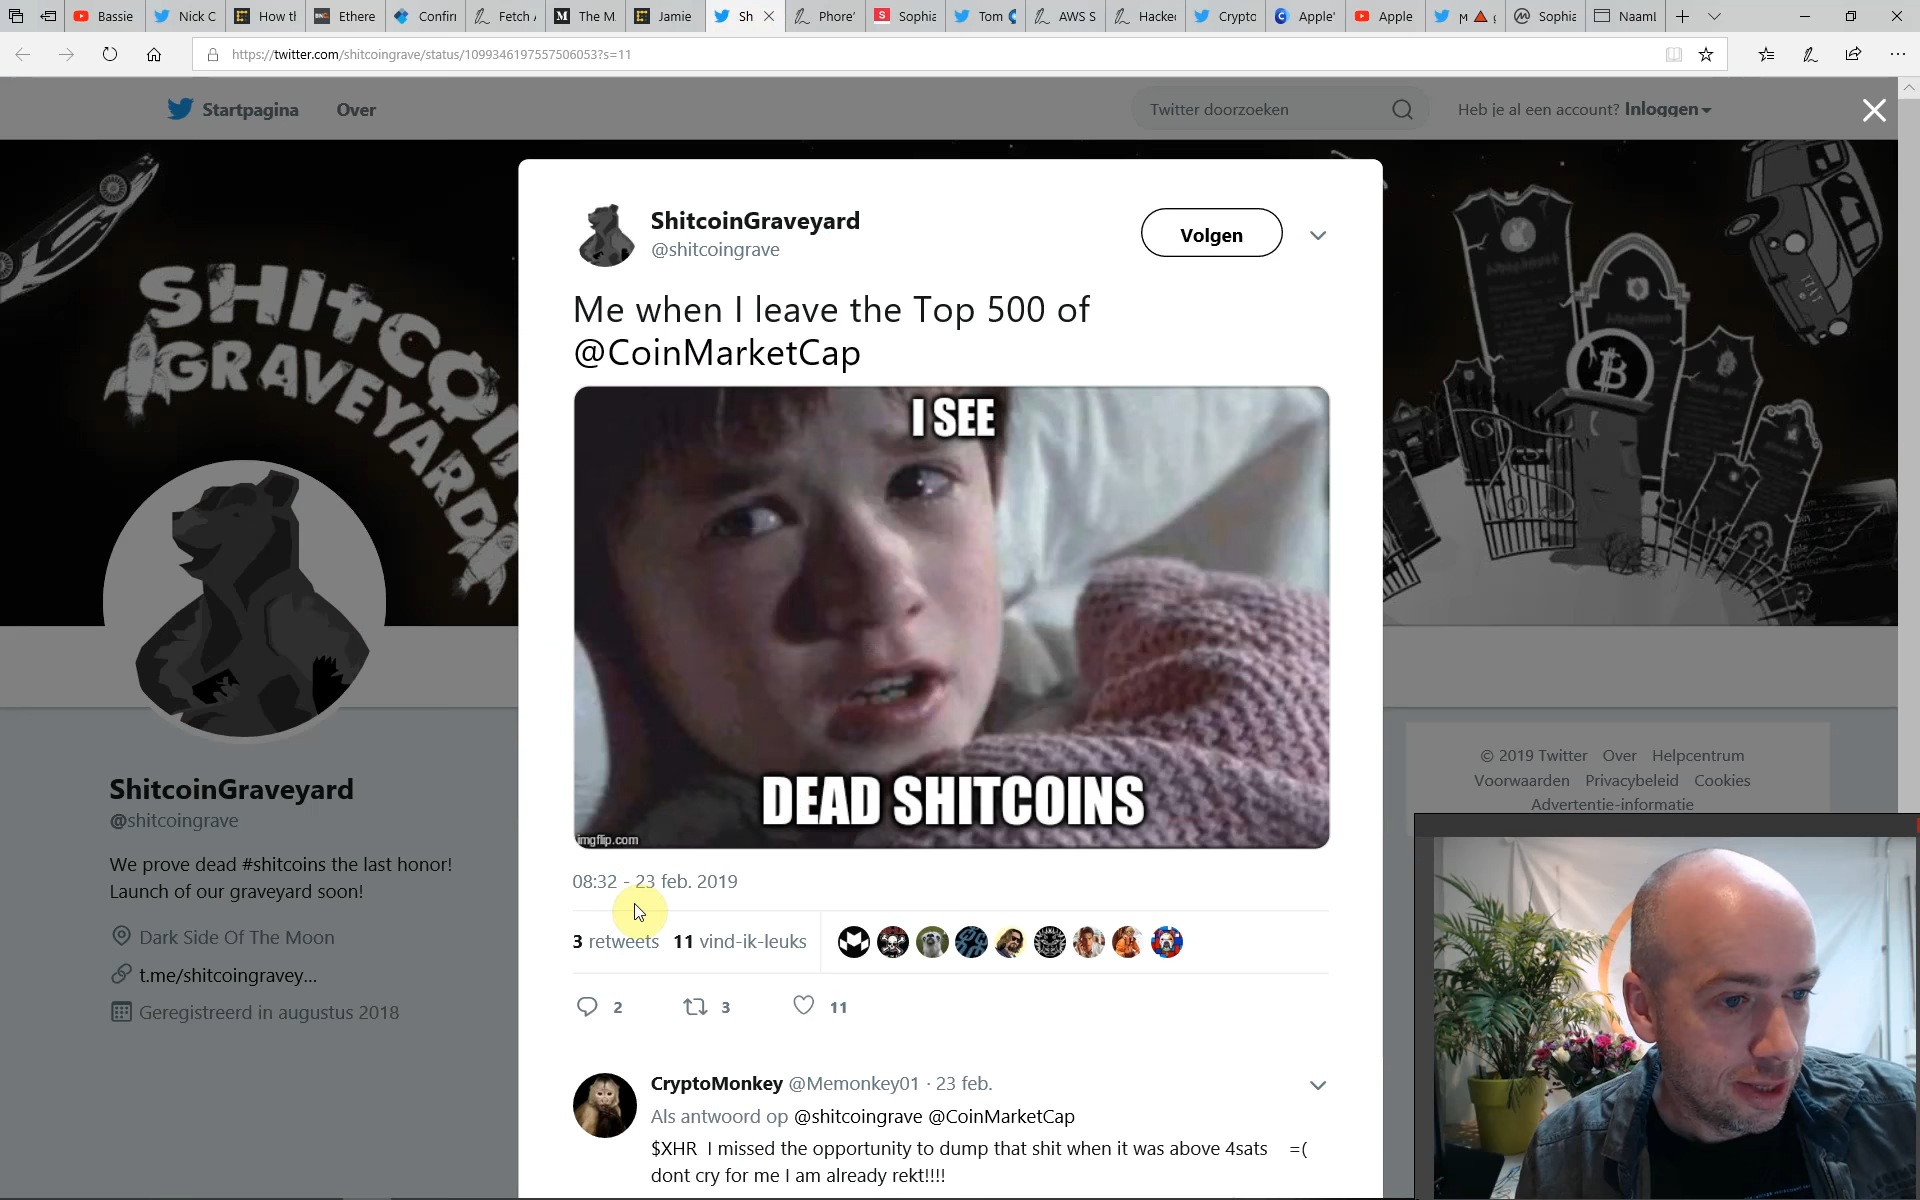 Bassie
Nick C
How tl
Ethere
Confir
Fetch
The M
Jamie
Sh
Phore'
Sophia
Tom
AWS S
Hacke
Crypto
Apple'
Apple
Sophia
Naaml
https://twitter.com/shitcoingrave/status/1099346197557506053?s=11
Startpagina Over
Twitter doorzoeken
Heb je al een account? Inloggen
SHITCOIN
GRAVEYARD
ShitcoinGraveyard
@shitcoingrave
Volgen
Me when I leave the Top 500 of
@CoinMarketCap
I SEE
DEAD SHITCOINS
imgflip.com
08:32 - 23 feb. 2019
3 retweets 11 vind-ik-leuks
2 3 11
CryptoMonkey @Memonkey01 · 23 feb.
Als antwoord op @shitcoingrave @CoinMarketCap
$XHR I missed the opportunity to dump that shit when it was above 4sats =(
dont cry for me I am already rekt!!!!
ShitcoinGraveyard
@shitcoingrave
We prove dead #shitcoins the last honor!
Launch of our graveyard soon!
Dark Side Of The Moon
t.me/shitcoingravey...
Geregistreerd in augustus 2018
© 2019 Twitter Over Helpcentrum
Voorwaarden Privacybeleid Cookies
Advertentie-informatie